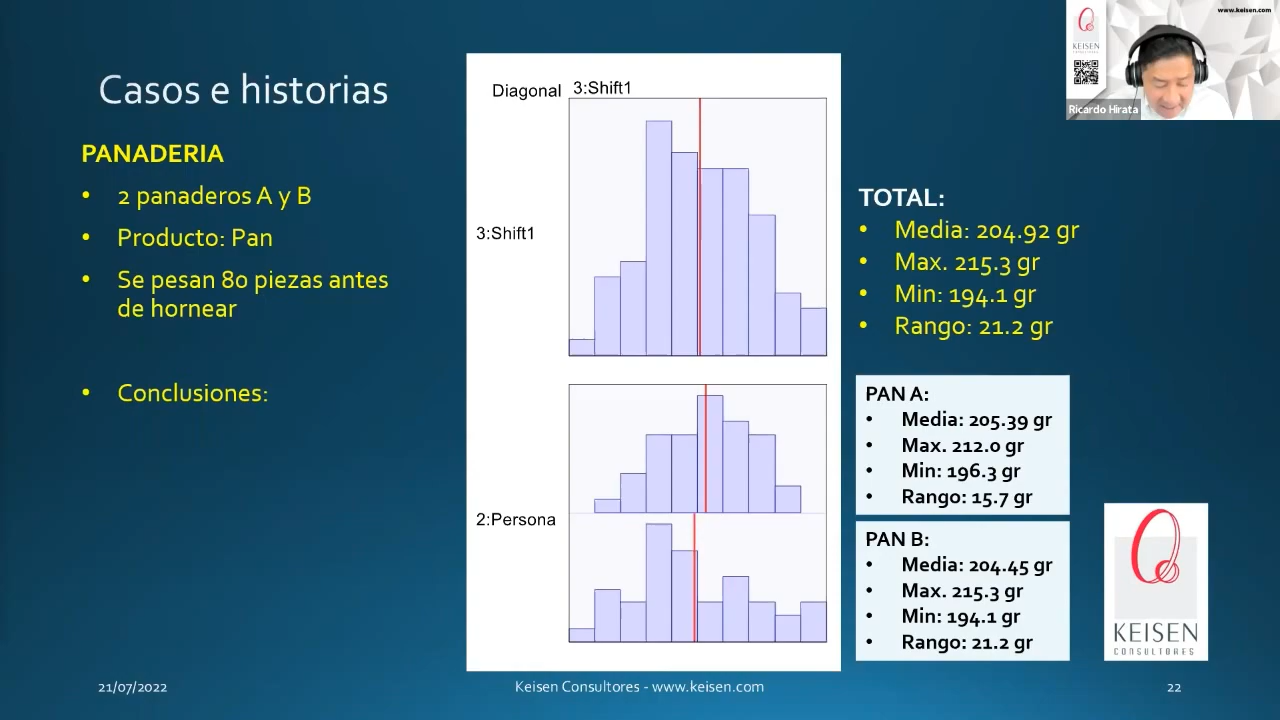 www.keisen.com
KEISEN
CONSULTORES
Ricardo Hirata
Casos e historias
PANADERIA
• 2 panaderos A y B
• Producto: Pan
• Se pesan 80 piezas antes
de hornear
• Conclusiones:
Diagonal 3:Shift1
3:Shift1
2:Persona
TOTAL:
• Media: 204.92 gr
• Max. 215.3 gr
• Min: 194.1 gr
• Rango: 21.2 gr
PAN A:
• Media: 205.39 gr
• Max. 212.0 gr
• Min: 196.3 gr
• Rango: 15.7 gr
PAN B:
• Media: 204.45 gr
• Max. 215.3 gr
• Min: 194.1 gr
• Rango: 21.2 gr
KEISEN
CONSULTORES
21/07/2022
Keisen Consultores - www.keisen.com
22